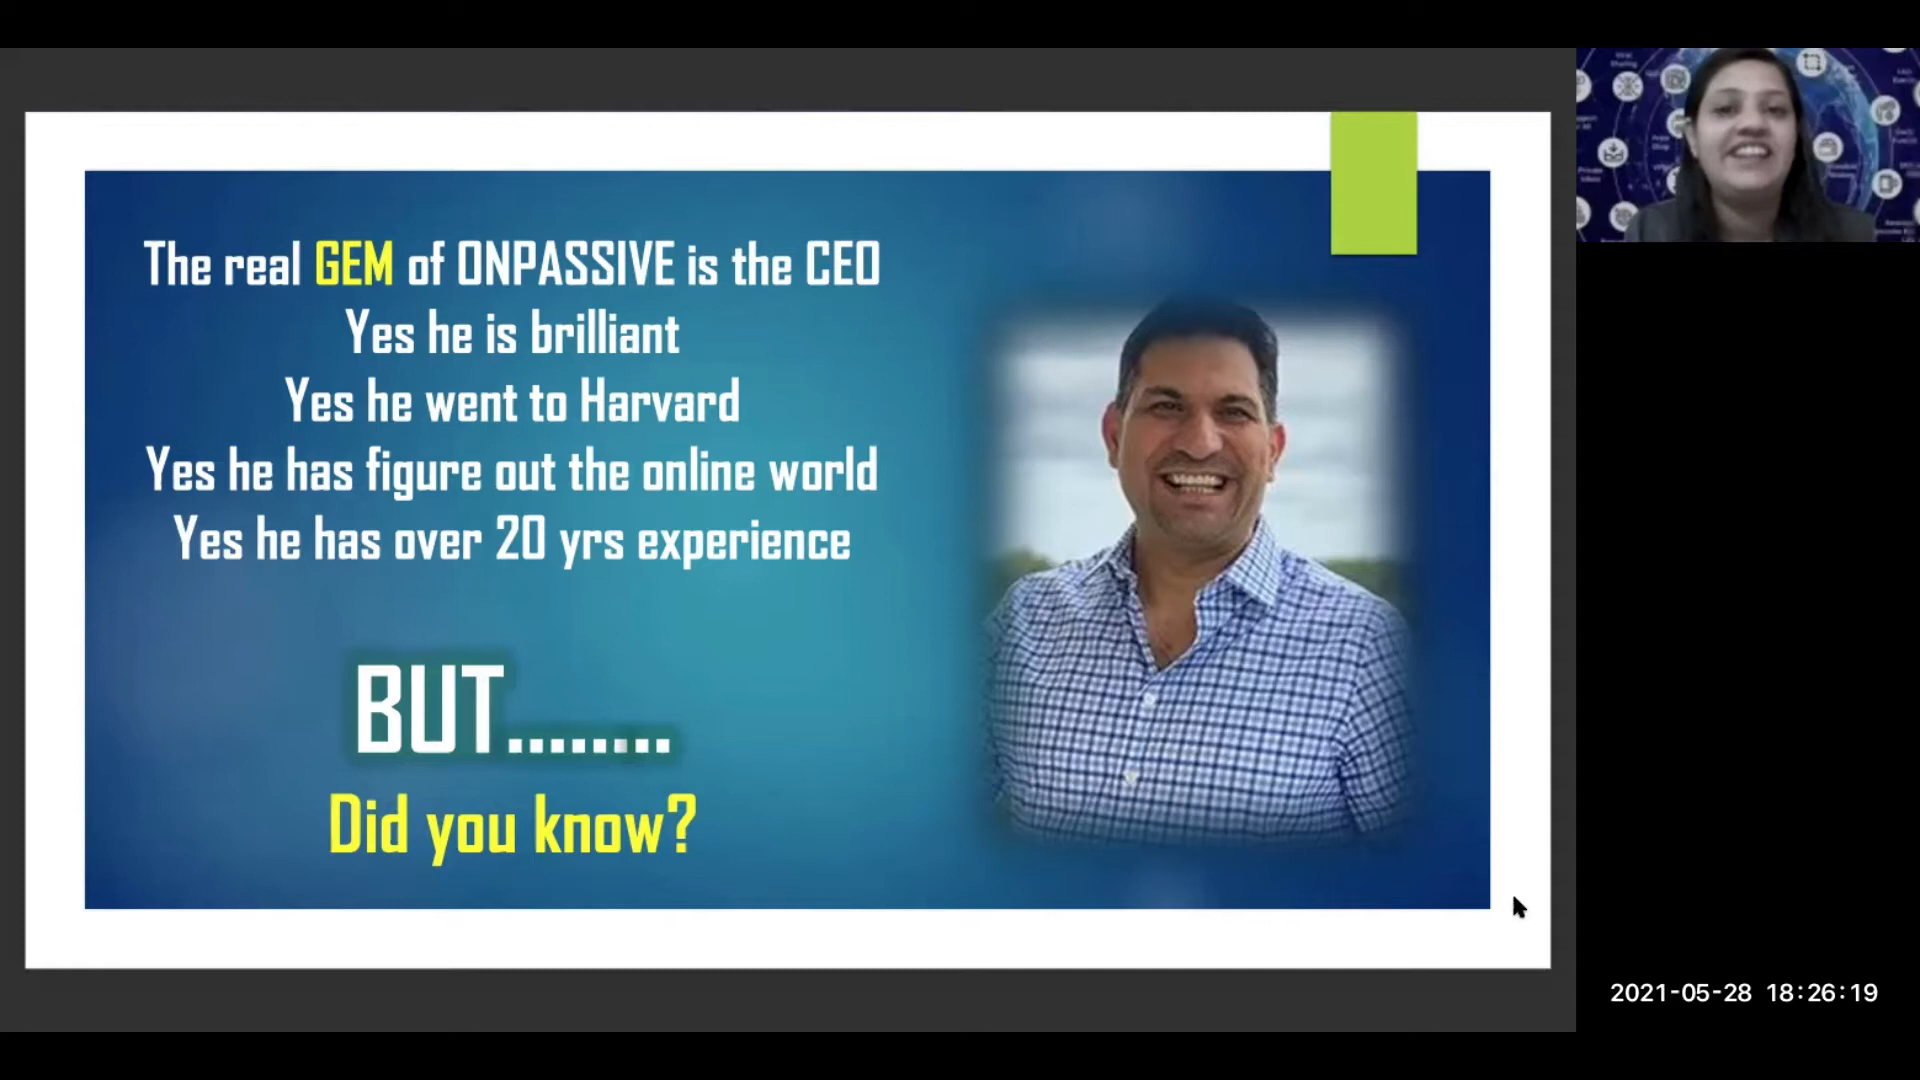 The real GEM of ONPASSIVE is the CEO
Yes he is brilliant
Yes he went to Harvard
Yes he has figure out the online world
Yes he has over 20 yrs experience
BUT........
Did you know?
2021-05-28 18:26:19